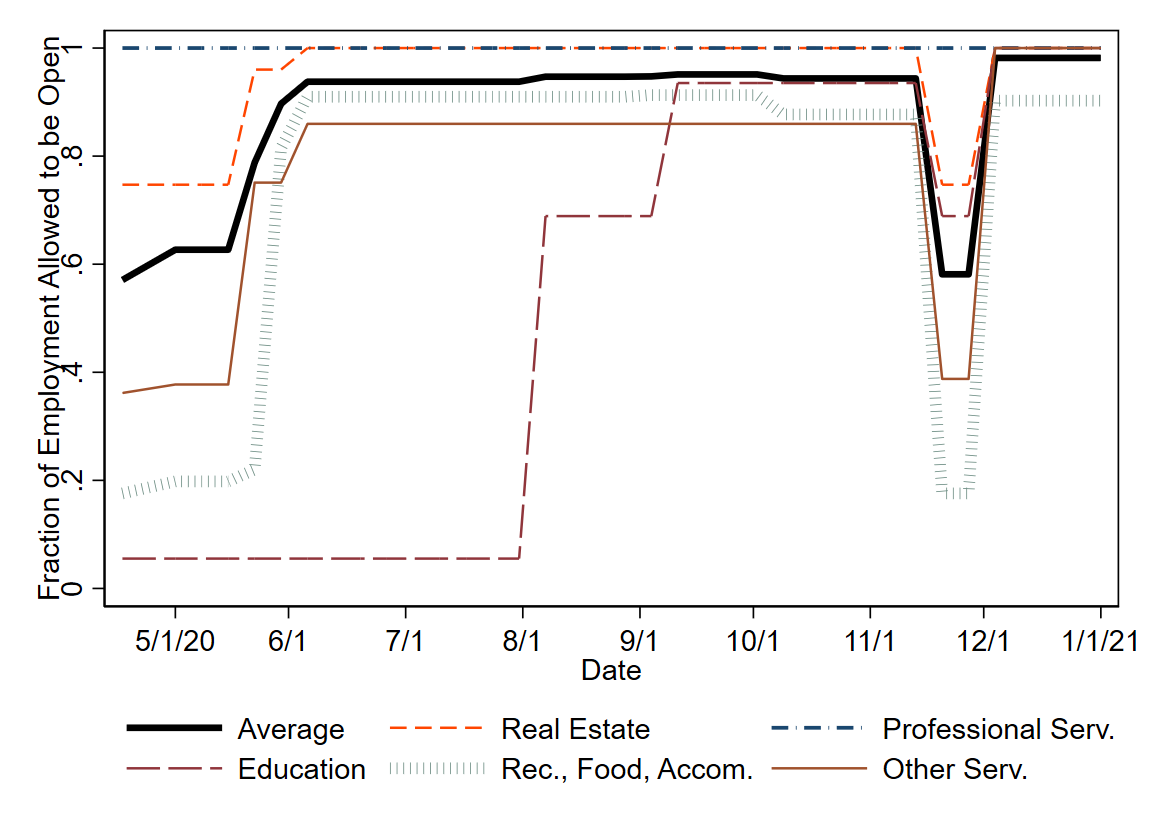 Fraction of Employment Allowed to be Open
1
.8
.6
.4
.2
0
5/1/20 6/1 7/1 8/1 9/1 10/1 11/1 12/1 1/1/21
Date
Average Real Estate Professional Serv.
Education Rec., Food, Accom. Other Serv.